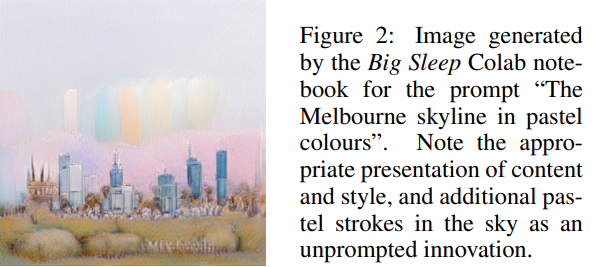 Figure 2: Image generated
by the Big Sleep Colab note-
book for the prompt “The
Melbourne skyline in pastel
colours”. Note the appro-
priate presentation of content
and style, and additional pas-
tel strokes in the sky as an
unprompted innovation.